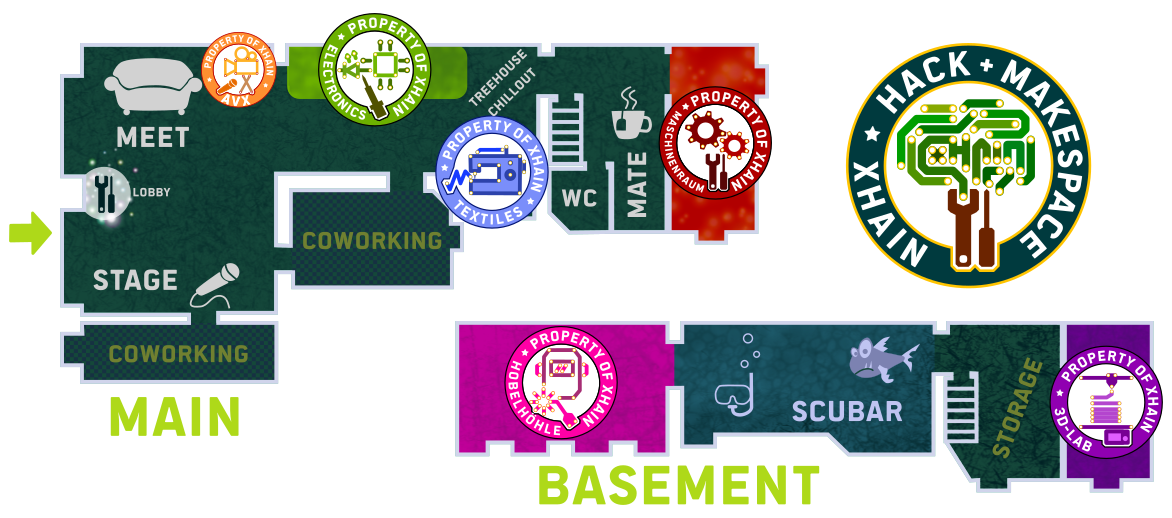 PROPERTY OF XHAIN
AVX
MEET
LOBBY
STAGE
COWORKING
COWORKING
MAIN
PROPERTY OF XHAIN
ELECTRONICS
TREEHOUSE
CHILLOUT
PROPERTY OF XHAIN
TEXTILES
WC
MATE
PROPERTY OF XHAIN
MASCHINENRAUM
XHAIN
HACK + MAKESPACE
PROPERTY OF XHAIN
HOBELHÖHLE
SCUBAR
STORAGE
PROPERTY OF XHAIN
3D-LAB
BASEMENT